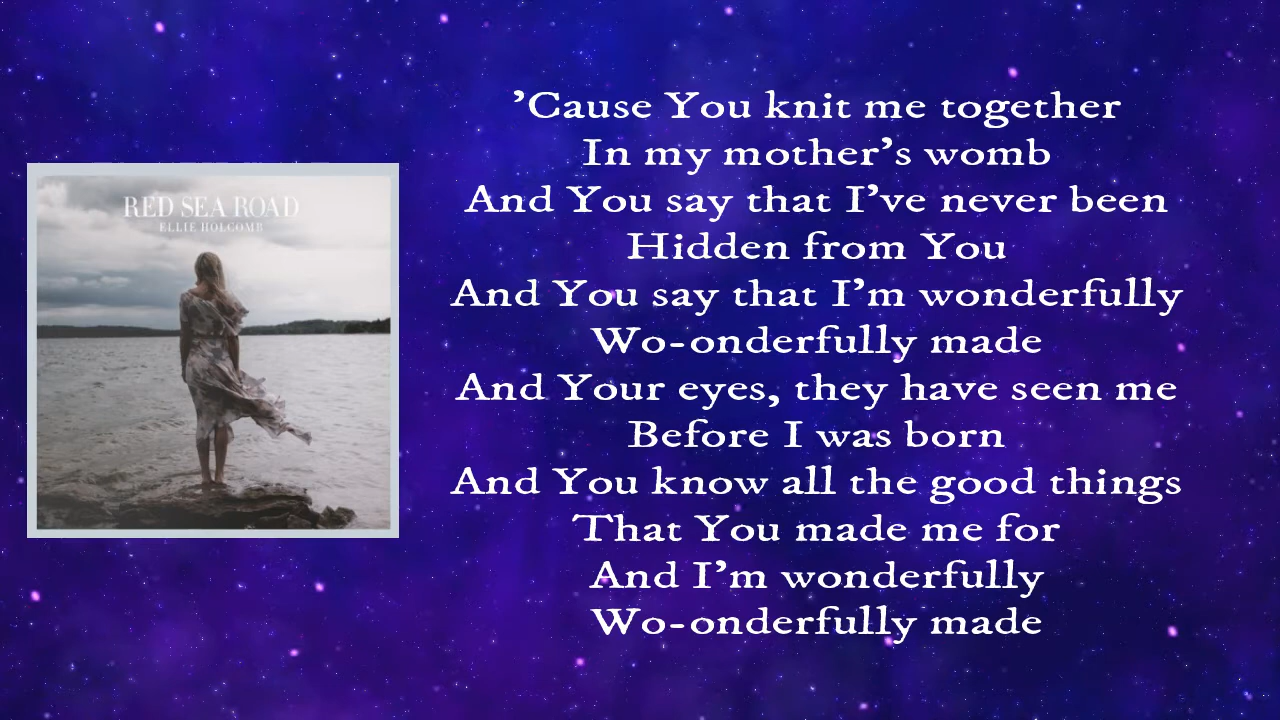 RED SEA ROAD
ELLIE HOLCOMB
’Cause You knit me together
In my mother’s womb
And You say that I’ve never been
Hidden from You
And You say that I’m wonderfully
Wo-onderfully made
And Your eyes, they have seen me
Before I was born
And You know all the good things
That You made me for
And I’m wonderfully
Wo-onderfully made